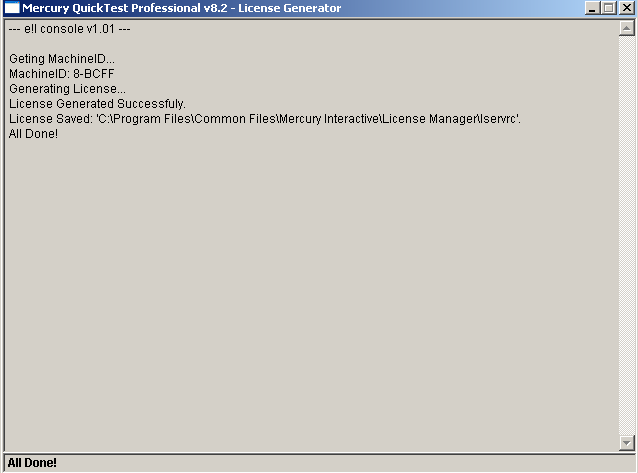 Mercury QuickTest Professional v8.2 - License Generator
--- e!l console v1.01 ---
Geting MachineID...
MachineID: 8-BCFF
Generating License...
License Generated Successfuly.
License Saved: 'C:\Program Files\Common Files\Mercury Interactive\License Manager\lservrc'.
All Done!
All Done!